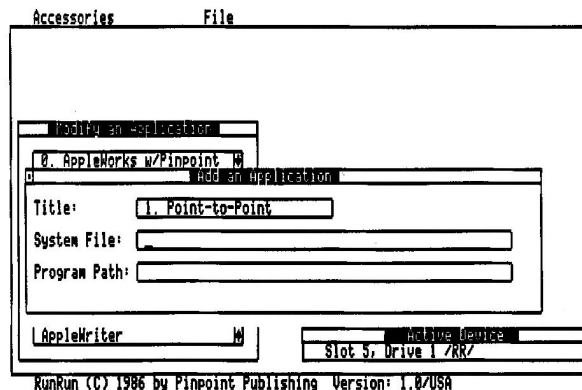 Accessories File
Modify an Application
0. AppleWorks w/Pinpoint
Add an Application
Title: 1. Point-to-Point
System File: _
Program Path:
AppleWriter
Active Device
Slot 5, Drive 1 /RR/
RunRun (C) 1986 by Pinpoint Publishing Version: 1.0/USA